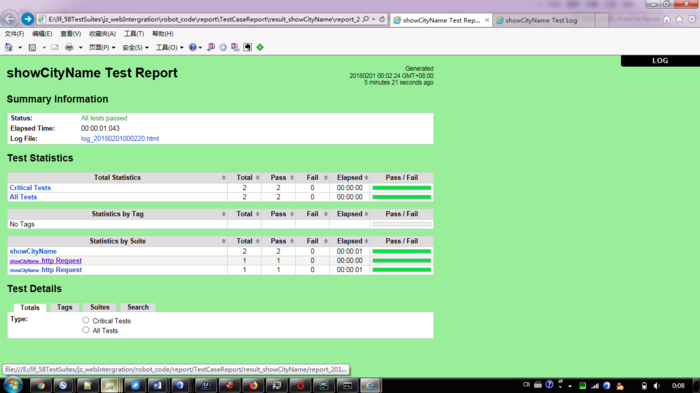 E:\llf_58TestSuites\jz_webIntergration\robot_code\report\TestCaseReport\result_showCityName\report_2
showCityName Test Rep...
showCityName Test Log
文件(F) 编辑(E) 查看(V) 收藏夹(A) 工具(T) 帮助(H)
页面(P) 安全(S) 工具(O)
LOG
showCityName Test Report
Generated
20180201 00:02:24 GMT+08:00
5 minutes 21 seconds ago
Summary Information
Status: All tests passed
Elapsed Time: 00:00:01.043
Log File: log_20180201000220.html
Test Statistics
Total Statistics Total Pass Fail Elapsed Pass / Fail
Critical Tests 2 2 0 00:00:00
All Tests 2 2 0 00:00:00
Statistics by Tag Total Pass Fail Elapsed Pass / Fail
No Tags
Statistics by Suite Total Pass Fail Elapsed Pass / Fail
showCityName 2 2 0 00:00:01
showCityName . http Request 1 1 0 00:00:00
showCityName . http Request 1 1 0 00:00:01
Test Details
Totals Tags Suites Search
Type: Critical Tests
All Tests
file:///E:/llf_58TestSuites/jz_webIntergration/robot_code/report/TestCaseReport/result_showCityName/report_201...
CH
0:08